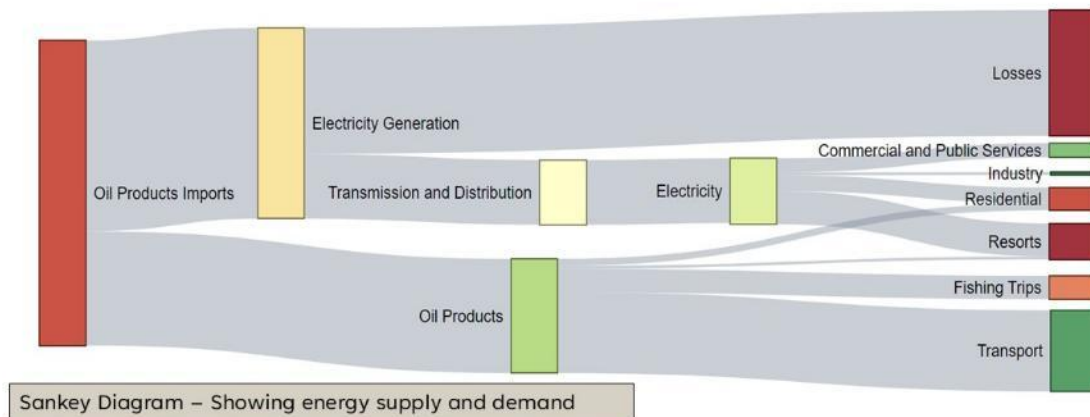 Losses
Electricity Generation
Commercial and Public Services
Industry
Oil Products Imports
Transmission and Distribution
Electricity
Residential
Resorts
Fishing Trips
Oil Products
Transport
Sankey Diagram – Showing energy supply and demand